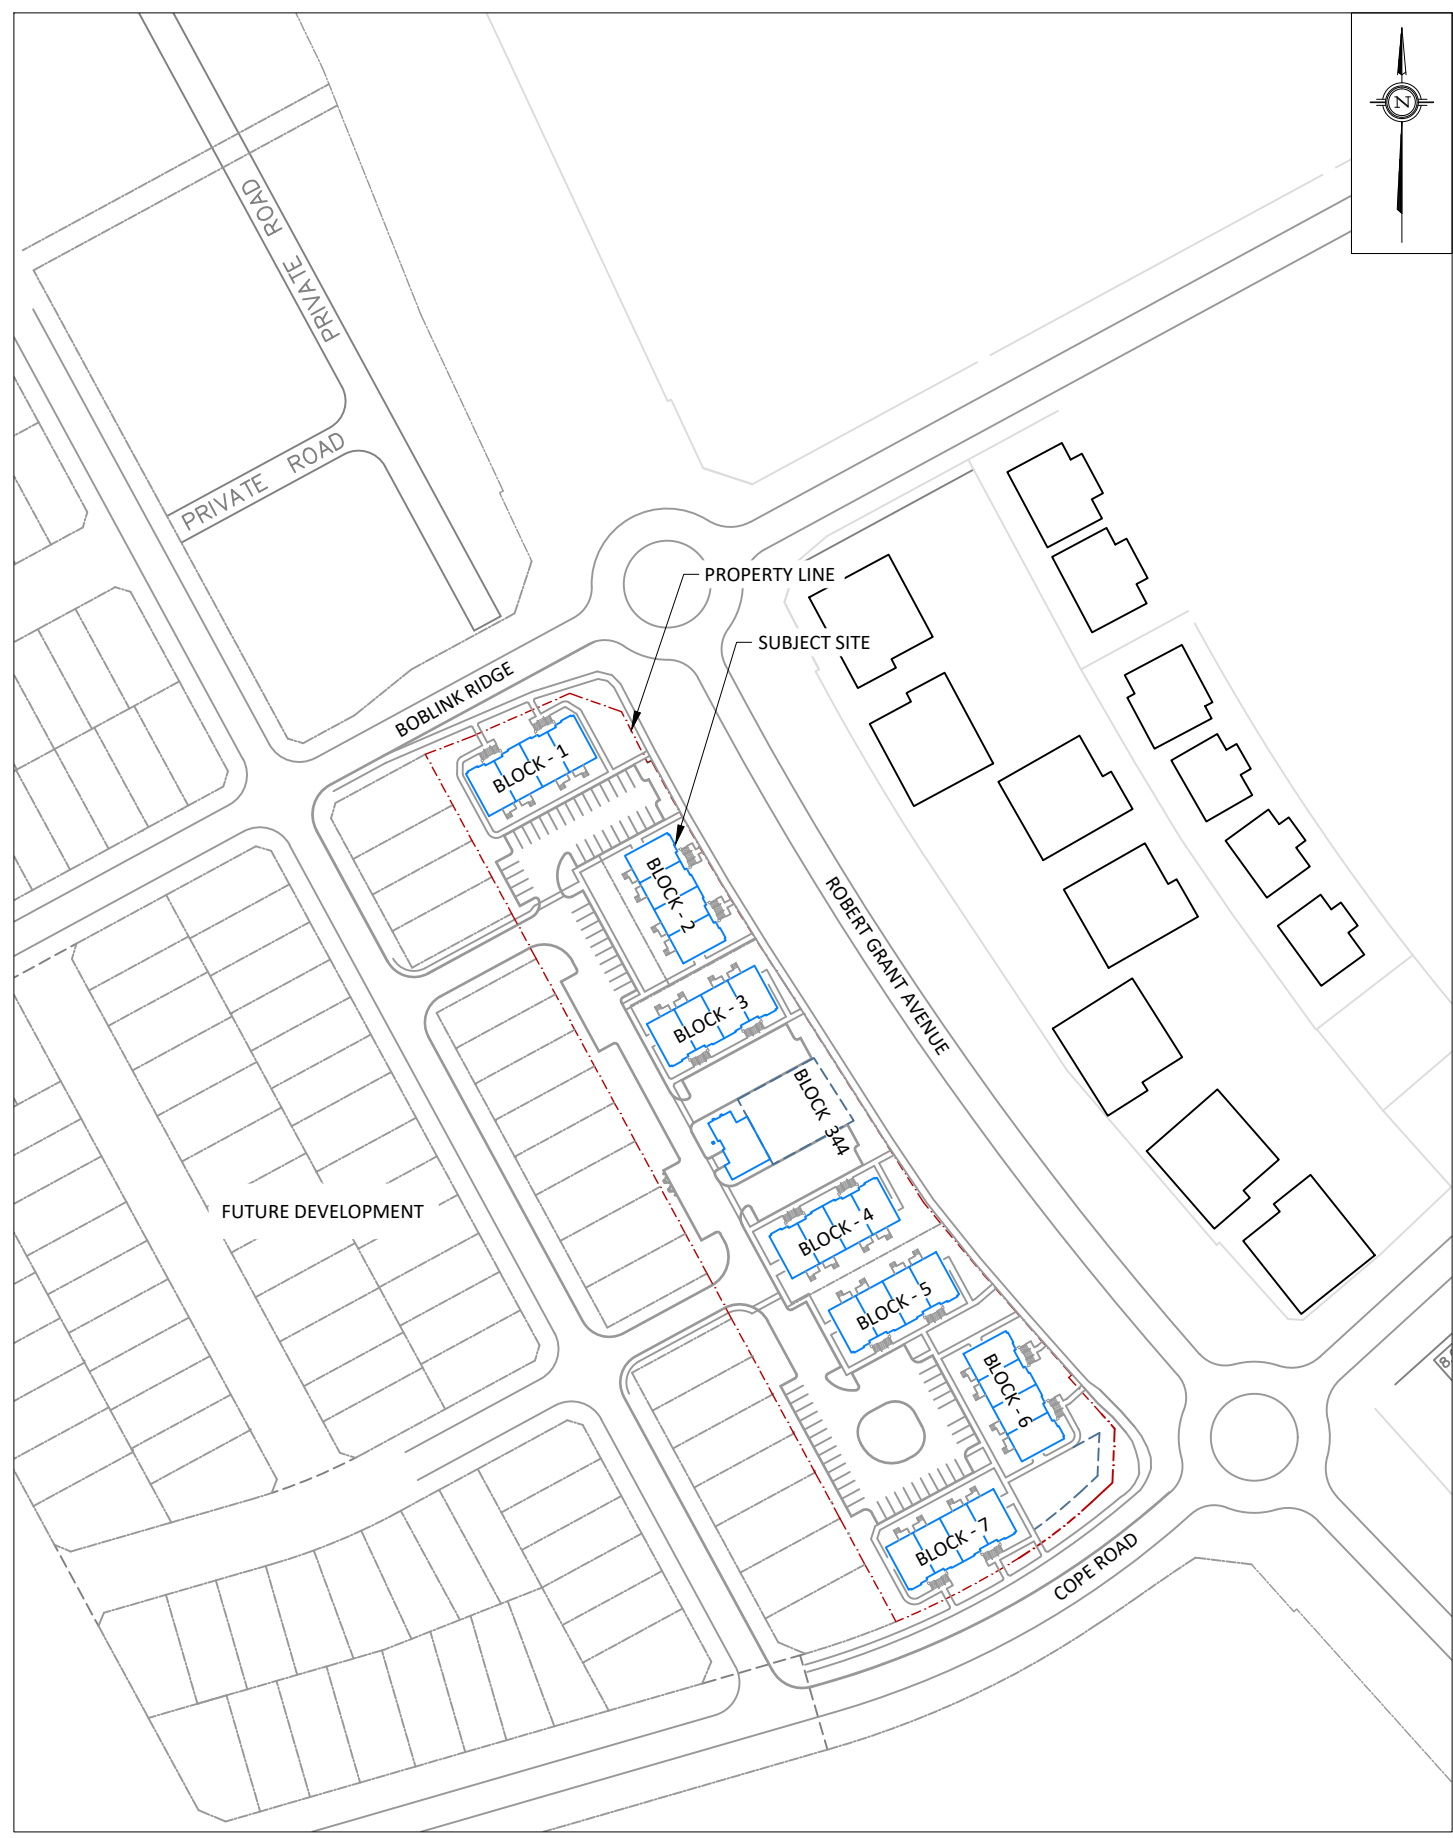 N
PRIVATE ROAD
PRIVATE ROAD
PROPERTY LINE
SUBJECT SITE
BOBLINK RIDGE
BLOCK - 1
BLOCK - 2
ROBERT GRANT AVENUE
BLOCK - 3
BLOCK 344
FUTURE DEVELOPMENT
BLOCK - 4
BLOCK - 5
BLOCK - 6
BLOCK - 7
COPE ROAD